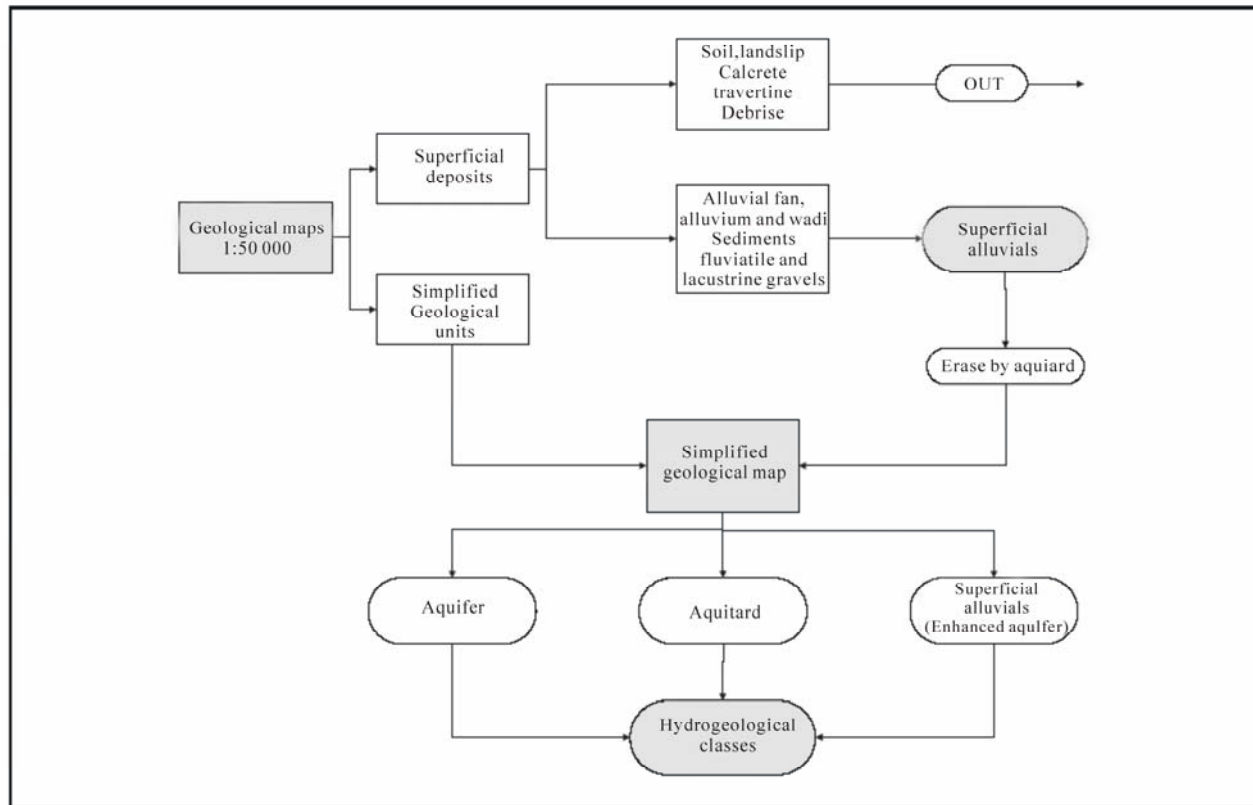 Soil,landslip
Calcrete
travertine
Debrise
OUT
Superficial
deposits
Geological maps
1:50 000
Alluvial fan,
alluvium and wadi
Sediments
fluviatile and
lacustrine gravels
Superficial
alluvials
Simplified
Geological
units
Erase by aquiard
Simplified
geological map
Aquifer
Aquitard
Superficial
alluvials
(Enhanced aqulfer)
Hydrogeological
classes